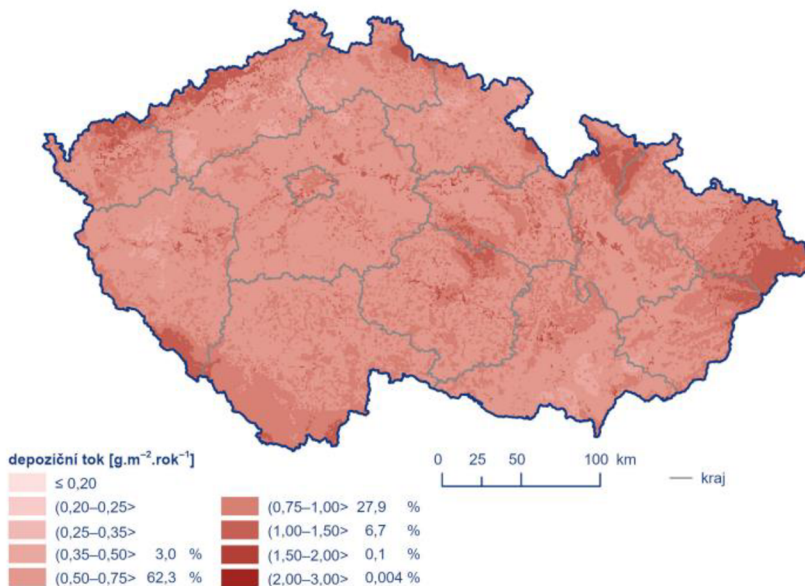 depoziční tok [g.m⁻².rok⁻¹]
≤ 0,20
(0,20–0,25>
(0,25–0,35>
(0,35–0,50> 3,0 %
(0,50–0,75> 62,3 %
(0,75–1,00> 27,9 %
(1,00–1,50> 6,7 %
(1,50–2,00> 0,1 %
(2,00–3,00> 0,004 %
0 25 50 100 km
kraj